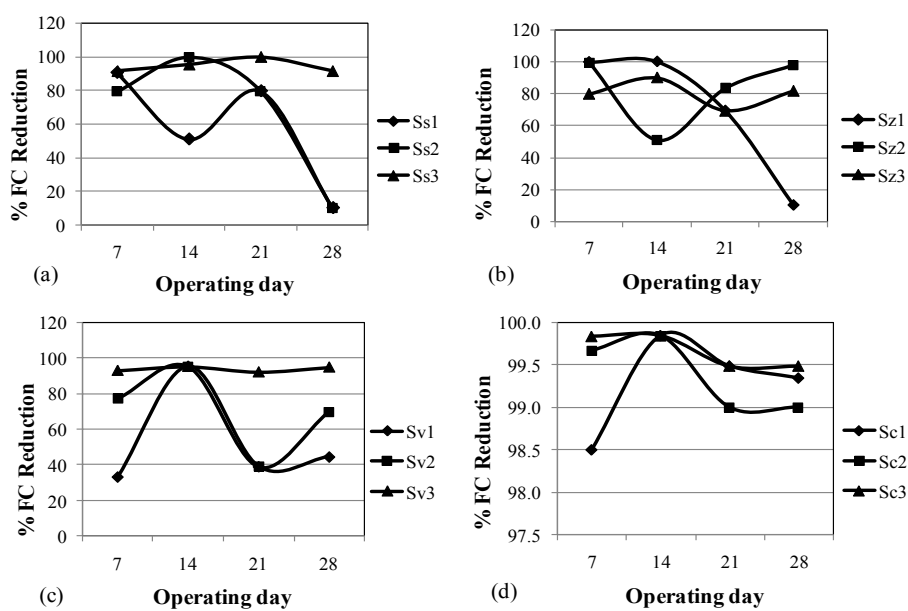 120
100
80
60
40
20
0
% FC Reduction
7 14 21 28
Operating day
(a)
Ss1
Ss2
Ss3
120
100
80
60
40
20
0
% FC Reduction
7 14 21 28
Operating day
(b)
Sz1
Sz2
Sz3
120
100
80
60
40
20
0
% FC Reduction
7 14 21 28
Operating day
(c)
Sv1
Sv2
Sv3
100.0
99.5
99.0
98.5
98.0
97.5
% FC Reduction
7 14 21 28
Operating day
(d)
Sc1
Sc2
Sc3